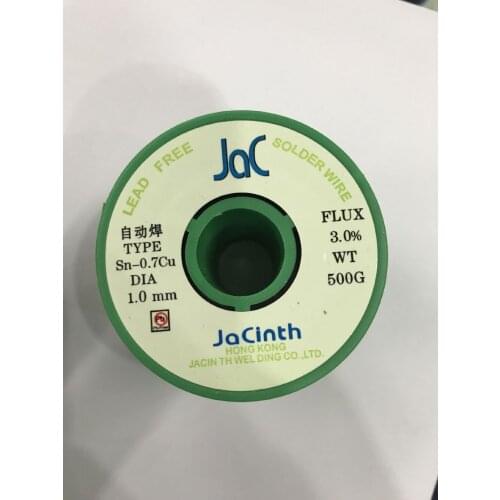 LEAD FREE
JaC
SOLDER WIRE
自动焊
TYPE
Sn-0.7Cu
DIA
1.0 mm
FLUX
3.0%
WT
500G
JaCinth
HONG KONG
JACIN TH WEL DING CO.,LTD.